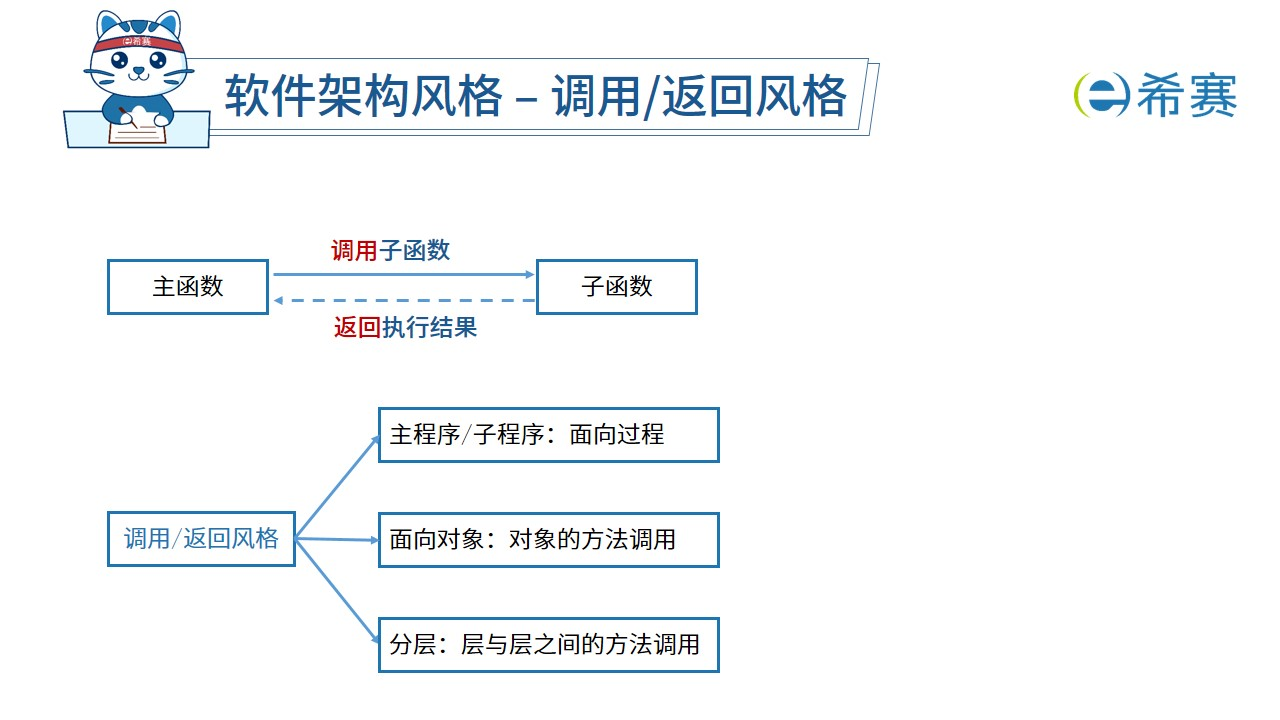 希赛
软件架构风格 – 调用/返回风格
希赛
调用子函数
主函数
子函数
返回执行结果
主程序/子程序：面向过程
调用/返回风格
面向对象：对象的方法调用
分层：层与层之间的方法调用